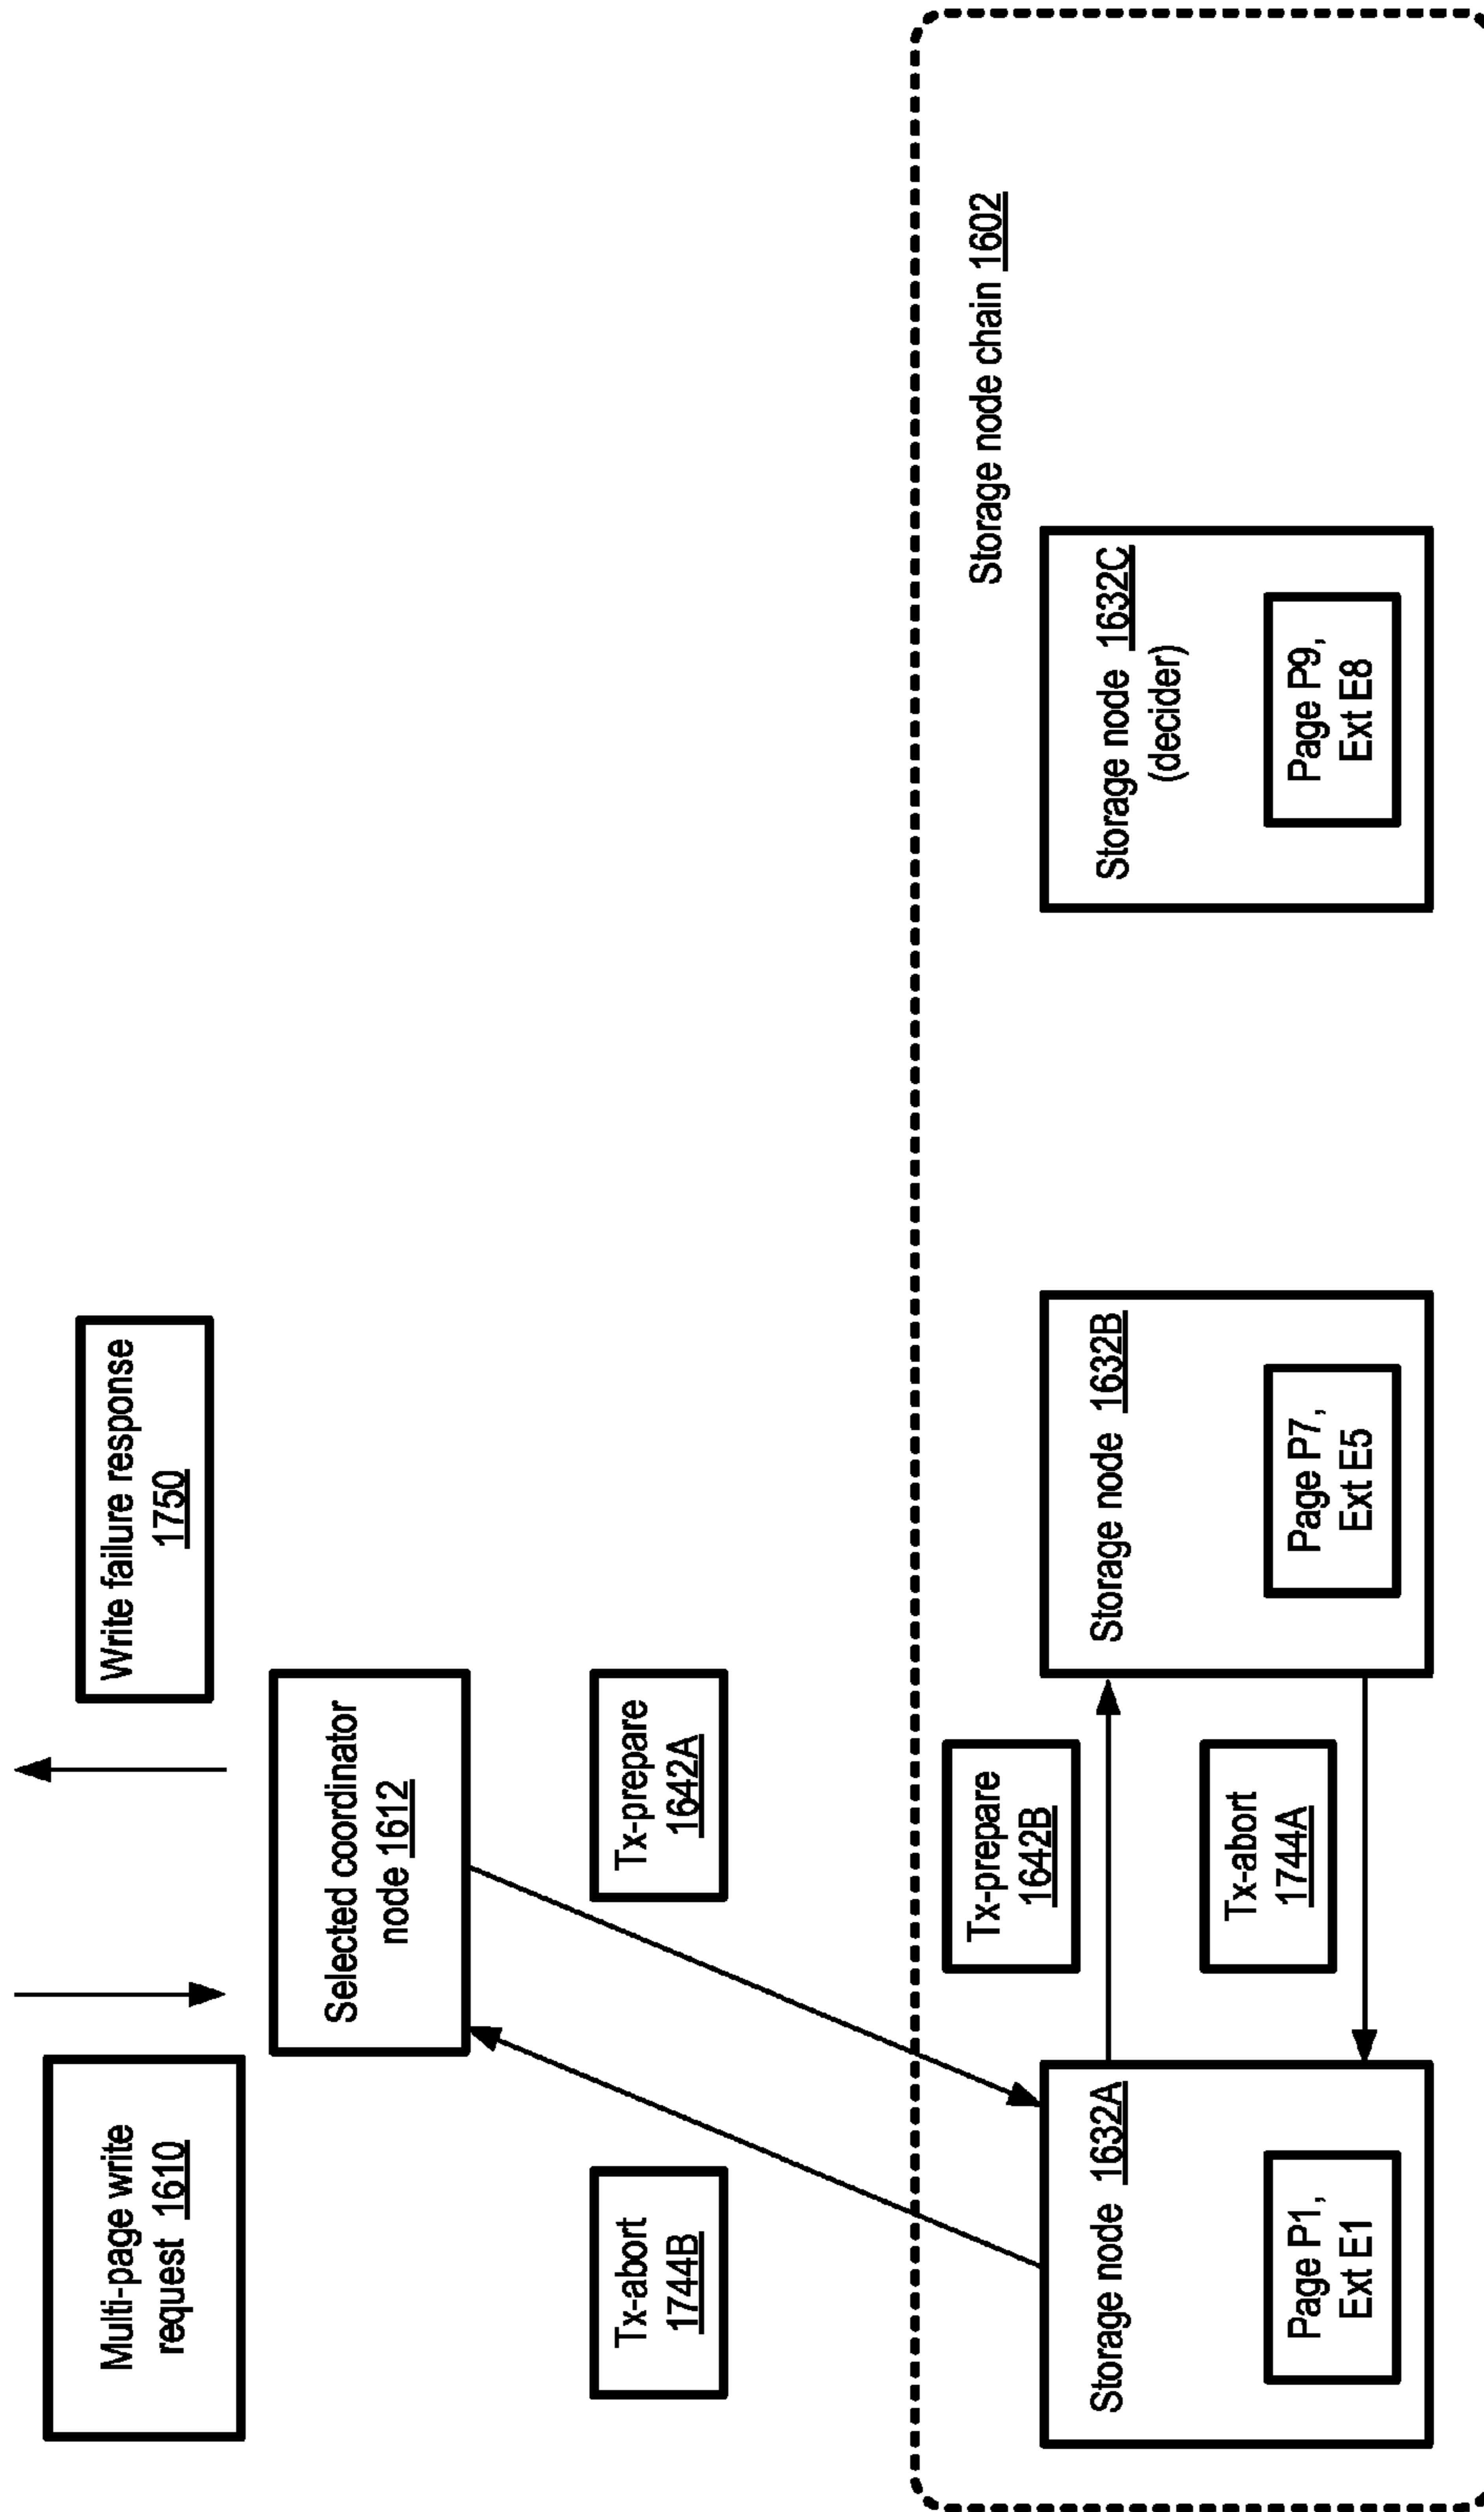 Multi-page write
request 1610
Write failure response
1750
Selected coordinator
node 1612
Tx-abort
1744B
Tx-prepare
1642A
Storage node chain 1602
Tx-prepare
1642B
Tx-abort
1744A
Storage node 1632A
Page P1,
Ext E1
Storage node 1632B
Page P7,
Ext E5
Storage node 1632C
(decider)
Page P9,
Ext E8